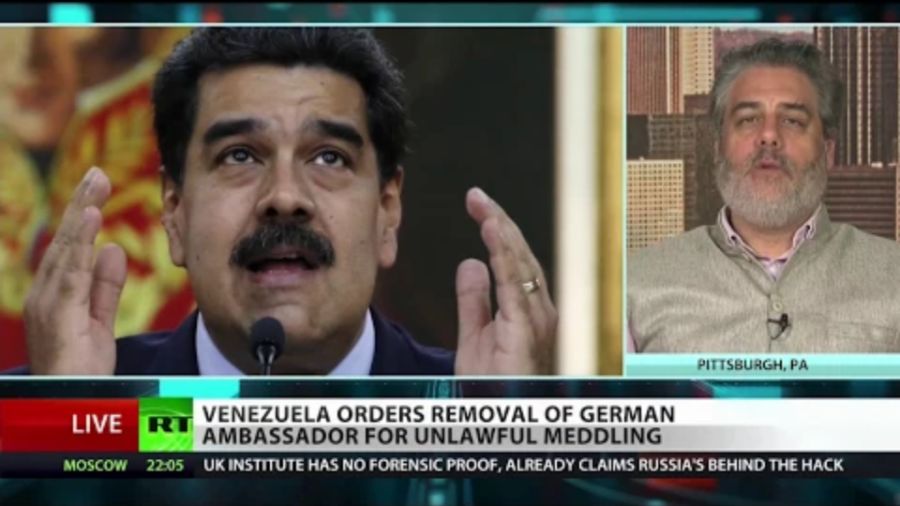 PITTSBURGH, PA
LIVE
RT
VENEZUELA ORDERS REMOVAL OF GERMAN
AMBASSADOR FOR UNLAWFUL MEDDLING
MOSCOW 22:05
UK INSTITUTE HAS NO FORENSIC PROOF, ALREADY CLAIMS RUSSIA'S BEHIND THE HACK